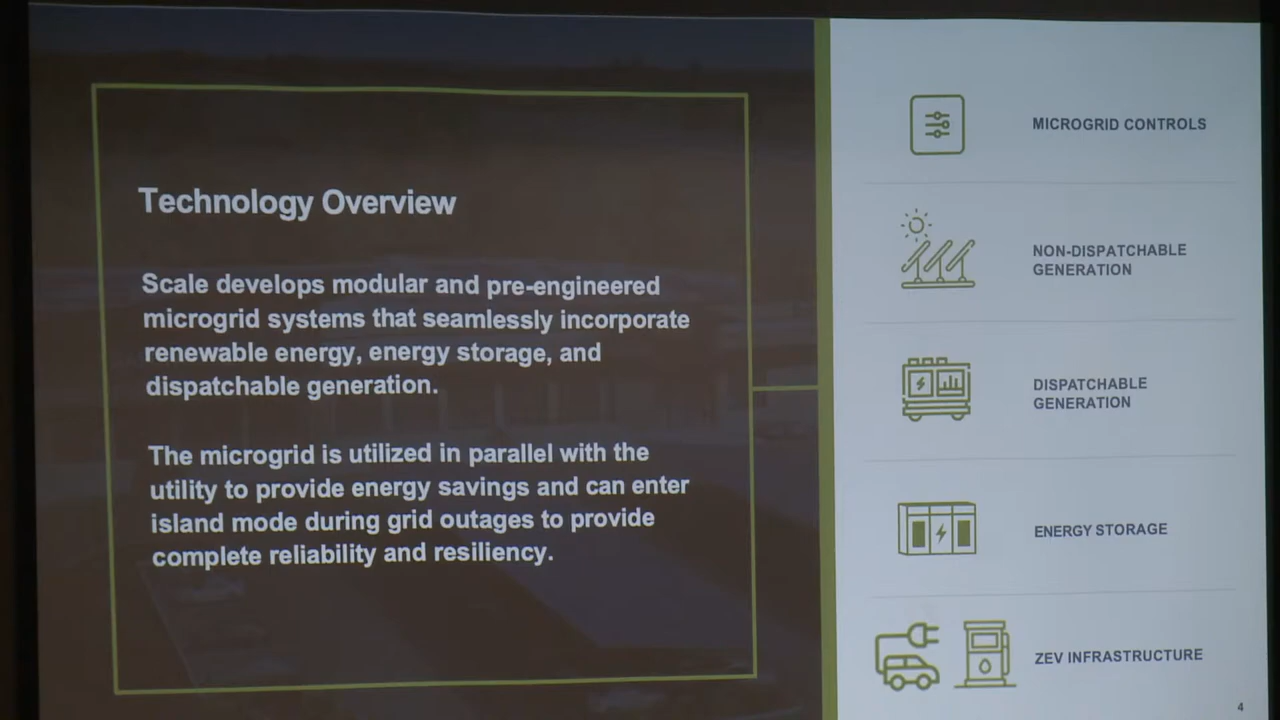 Technology Overview
Scale develops modular and pre-engineered
microgrid systems that seamlessly incorporate
renewable energy, energy storage, and
dispatchable generation.
The microgrid is utilized in parallel with the
utility to provide energy savings and can enter
island mode during grid outages to provide
complete reliability and resiliency.
MICROGRID CONTROLS
NON-DISPATCHABLE
GENERATION
DISPATCHABLE
GENERATION
ENERGY STORAGE
ZEV INFRASTRUCTURE
4